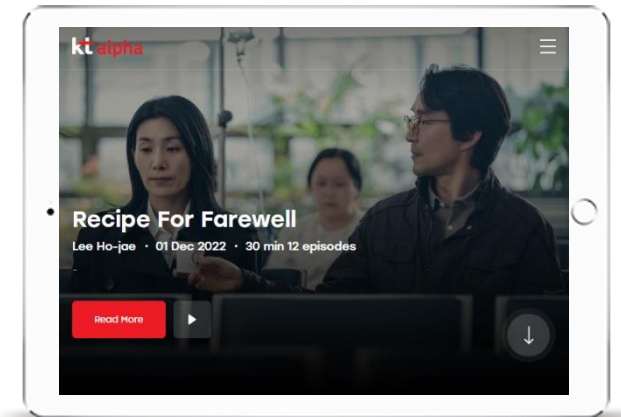 kt alpha
Recipe For Farewell
Lee Ho-jae · 01 Dec 2022 · 30 min 12 episodes
-
Read More